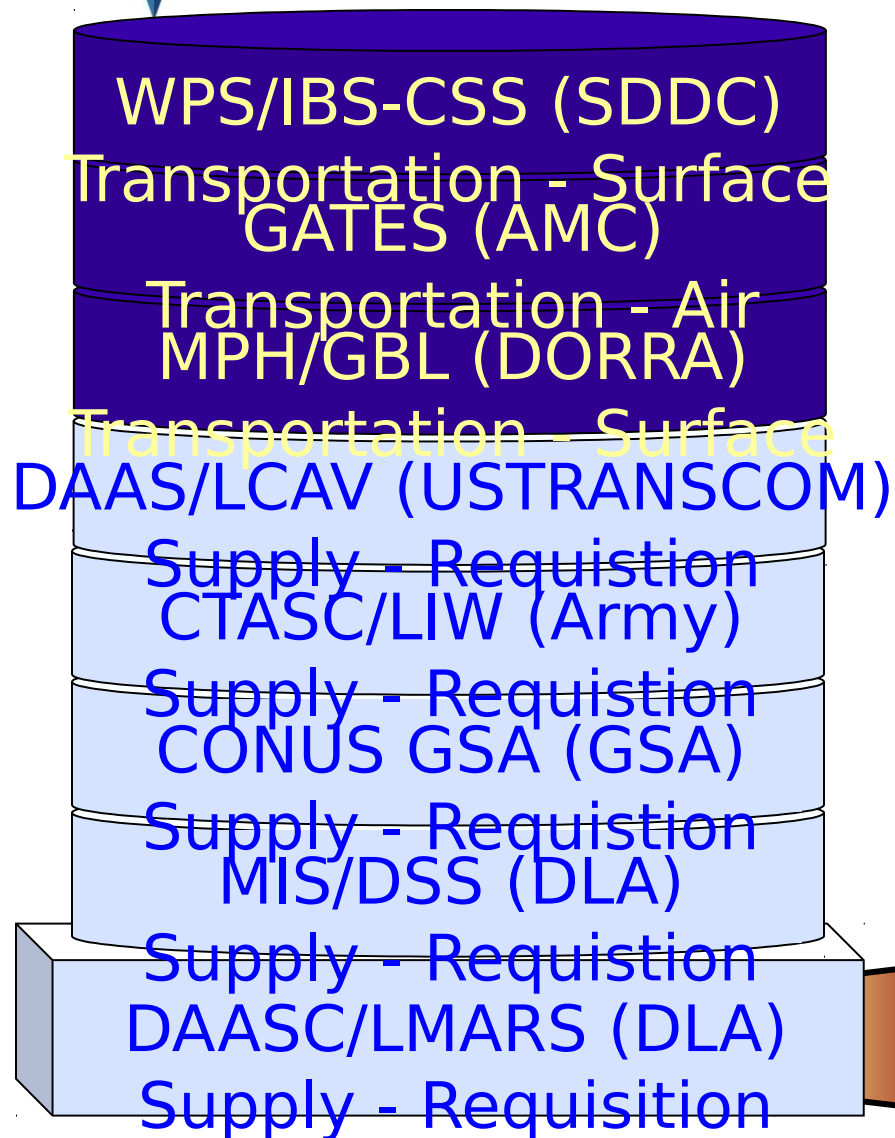 WPS/IBS-CSS (SDDC)
Transportation - Surface
GATES (AMC)
Transportation - Air
MPH/GBL (DORRA)
Transportation - Surface
DAAS/LCAV (USTRANSCOM)
Supply - Requistion
CTASC/LIW (Army)
Supply - Requistion
CONUS GSA (GSA)
Supply - Requistion
MIS/DSS (DLA)
Supply - Requistion
DAASC/LMARS (DLA)
Supply - Requisition